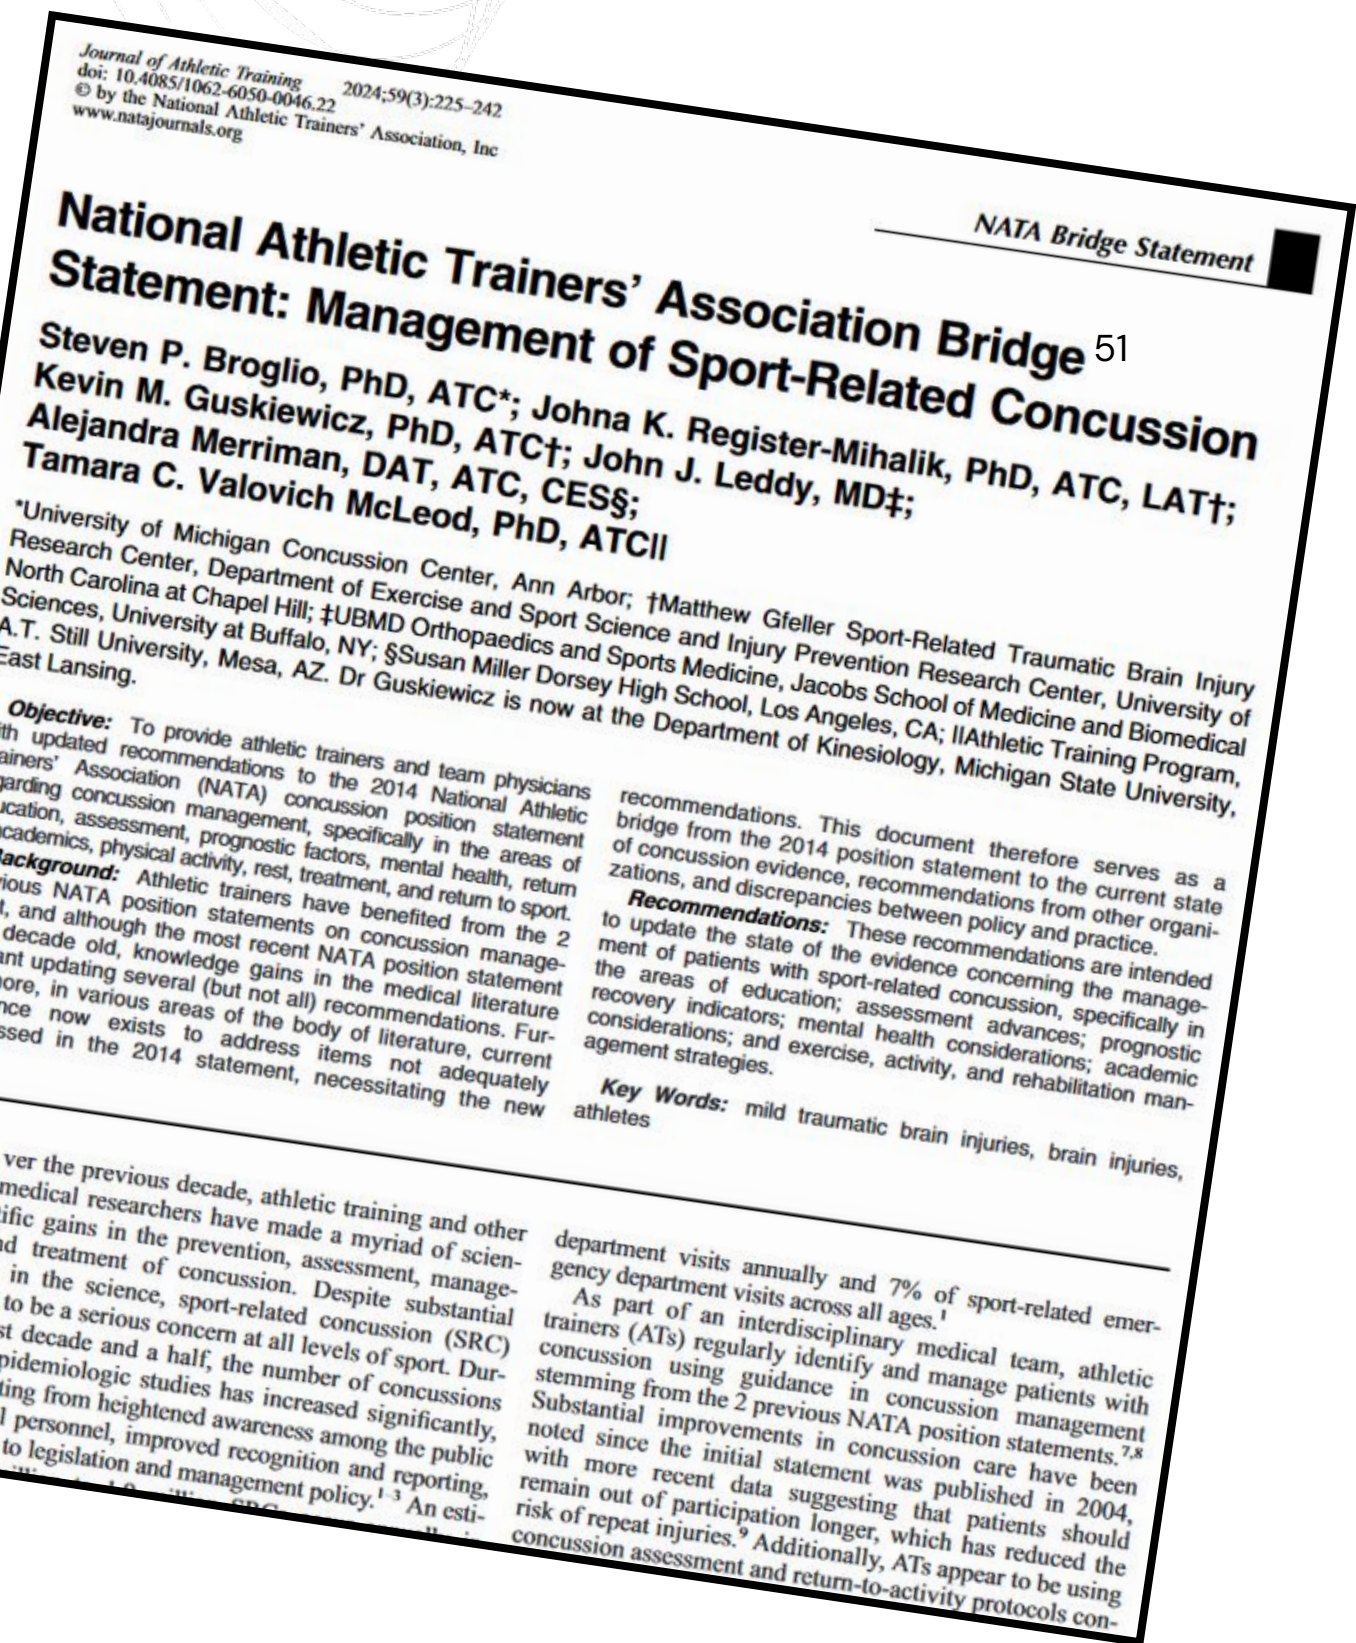 Journal of Athletic Training 2024;59(3):225–242
doi: 10.4085/1062-6050-0046.22
© by the National Athletic Trainers' Association, Inc
www.natajournals.org
NATA Bridge Statement
National Athletic Trainers' Association Bridge 51
Statement: Management of Sport-Related Concussion
Steven P. Broglio, PhD, ATC*; Johna K. Register-Mihalik, PhD, ATC, LAT†;
Kevin M. Guskiewicz, PhD, ATC†; John J. Leddy, MD‡;
Alejandra Merriman, DAT, ATC, CES§;
Tamara C. Valovich McLeod, PhD, ATC||
*University of Michigan Concussion Center, Ann Arbor; †Matthew Gfeller Sport-Related Traumatic Brain Injury
Research Center, Department of Exercise and Sport Science and Injury Prevention Research Center, University of
North Carolina at Chapel Hill; ‡UBMD Orthopaedics and Sports Medicine, Jacobs School of Medicine and Biomedical
Sciences, University at Buffalo, NY; §Susan Miller Dorsey High School, Los Angeles, CA; ||Athletic Training Program,
A.T. Still University, Mesa, AZ. Dr Guskiewicz is now at the Department of Kinesiology, Michigan State University,
East Lansing.
Objective: To provide athletic trainers and team physicians
updated recommendations to the 2014 National Athletic
Association (NATA) concussion position statement
concussion management, specifically in the areas of
assessment, prognostic factors, mental health, return
academics, physical activity, rest, treatment, and return to sport.
Background: Athletic trainers have benefited from the 2
NATA position statements on concussion manage-
and although the most recent NATA position statement
decade old, knowledge gains in the medical literature
updating several (but not all) recommendations. Fur-
in various areas of the body of literature, current
now exists to address items not adequately
in the 2014 statement, necessitating the new
recommendations. This document therefore serves as a
bridge from the 2014 position statement to the current state
of concussion evidence, recommendations from other organi-
zations, and discrepancies between policy and practice.
Recommendations: These recommendations are intended
to update the state of the evidence concerning the manage-
ment of patients with sport-related concussion, specifically in
the areas of education; assessment advances; prognostic
recovery indicators; mental health considerations; academic
considerations; and exercise, activity, and rehabilitation man-
agement strategies.
Key Words: mild traumatic brain injuries, brain injuries,
athletes
ver the previous decade, athletic training and other
medical researchers have made a myriad of scien-
gains in the prevention, assessment, manage-
treatment of concussion. Despite substantial
in the science, sport-related concussion (SRC)
to be a serious concern at all levels of sport. Dur-
decade and a half, the number of concussions
studies has increased significantly,
from heightened awareness among the public
personnel, improved recognition and reporting,
to legislation and management policy.1–3 An esti-
department visits annually and 7% of sport-related emer-
gency department visits across all ages.1
As part of an interdisciplinary medical team, athletic
trainers (ATs) regularly identify and manage patients with
concussion using guidance in concussion management
stemming from the 2 previous NATA position statements.7,8
Substantial improvements in concussion care have been
noted since the initial statement was published in 2004,
with more recent data suggesting that patients should
remain out of participation longer, which has reduced the
risk of repeat injuries.9 Additionally, ATs appear to be using
concussion assessment and return-to-activity protocols con-